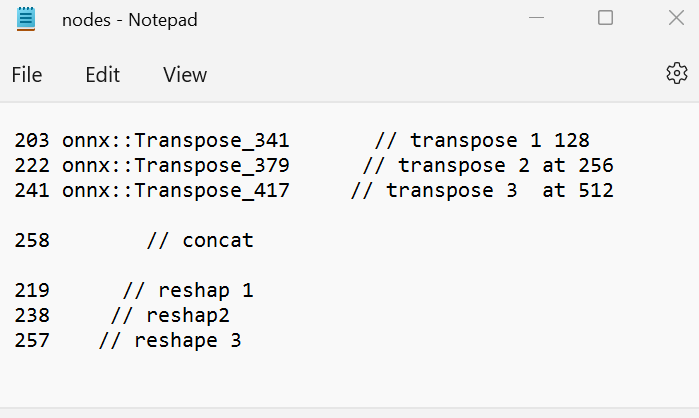 nodes - Notepad
File Edit View
203 onnx::Transpose_341 // transpose 1 128
222 onnx::Transpose_379 // transpose 2 at 256
241 onnx::Transpose_417 // transpose 3 at 512
258 // concat
219 // reshap 1
238 // reshap2
257 // reshape 3